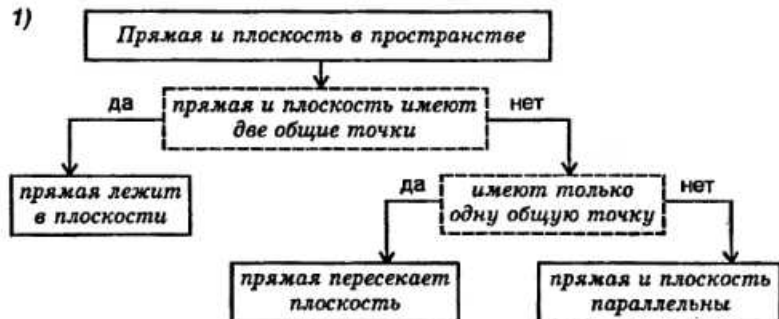 1)
Прямая и плоскость в пространстве
да
прямая и плоскость имеют
две общие точки
нет
прямая лежит
в плоскости
да
имеют только
одну общую точку
нет
прямая пересекает
плоскость
прямая и плоскость
параллельны